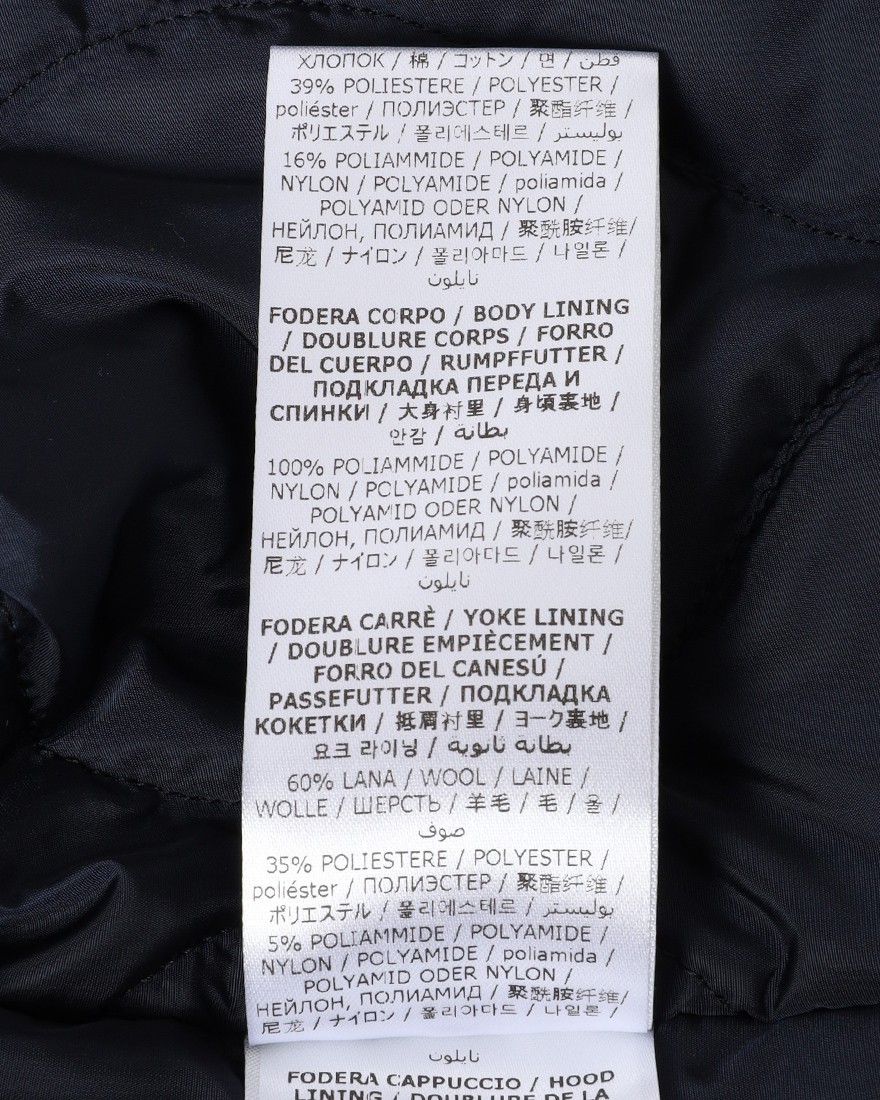 ХЛОПОК / 棉 / コットン / 면 / قطن
39% POLIESTERE / POLYESTER /
poliéster / ПОЛИЭСТЕР / 聚酯纤维 /
ポリエステル / 폴리에스테르 / بوليستر
16% POLIAMMIDE / POLYAMIDE /
NYLON / POLYAMIDE / poliamida /
POLYAMID ODER NYLON /
НЕЙЛОН, ПОЛИАМИД / 聚酰胺纤维/
尼龙 / ナイロン / 폴리아마드 / 나일론 /
نايلون
FODERA CORPO / BODY LINING
/ DOUBLURE CORPS / FORRO
DEL CUERPO / RUMPFFUTTER /
ПОДКЛАДКА ПЕРЕДА И
СПИНКИ / 大身衬里 / 身頃裏地 /
안감 / بطانة
100% POLIAMMIDE / POLYAMIDE /
NYLON / POLYAMIDE / poliamida /
POLYAMID ODER NYLON /
НЕЙЛОН, ПОЛИАМИД / 聚酰胺纤维/
尼龙 / ナイロン / 폴리아마드 / 나일론 /
نايلون
FODERA CARRÈ / YOKE LINING
/ DOUBLURE EMPIÈCEMENT /
FORRO DEL CANESÚ /
PASSEFUTTER / ПОДКЛАДКА
КОКЕТКИ / 抵肩衬里 / ヨーク裏地 /
요크 라이닝 / بطانة ثانوية
60% LANA / WOOL / LAINE /
WOLLE / ШЕРСТЬ / 羊毛 / 毛 / 울 /
صوف
35% POLIESTERE / POLYESTER /
poliéster / ПОЛИЭСТЕР / 聚酯纤维 /
ポリエステル / 폴리에스테르 / بوليستر
5% POLIAMMIDE / POLYAMIDE /
NYLON / POLYAMIDE / poliamida /
POLYAMID ODER NYLON /
НЕЙЛОН, ПОЛИАМИД / 聚酰胺纤维/
尼龙 / ナイロン / 폴리아마드 / 나일론 /
نايلون
FODERA CAPPUCCIO / HOOD
LINING / DOUBLURE DE LA